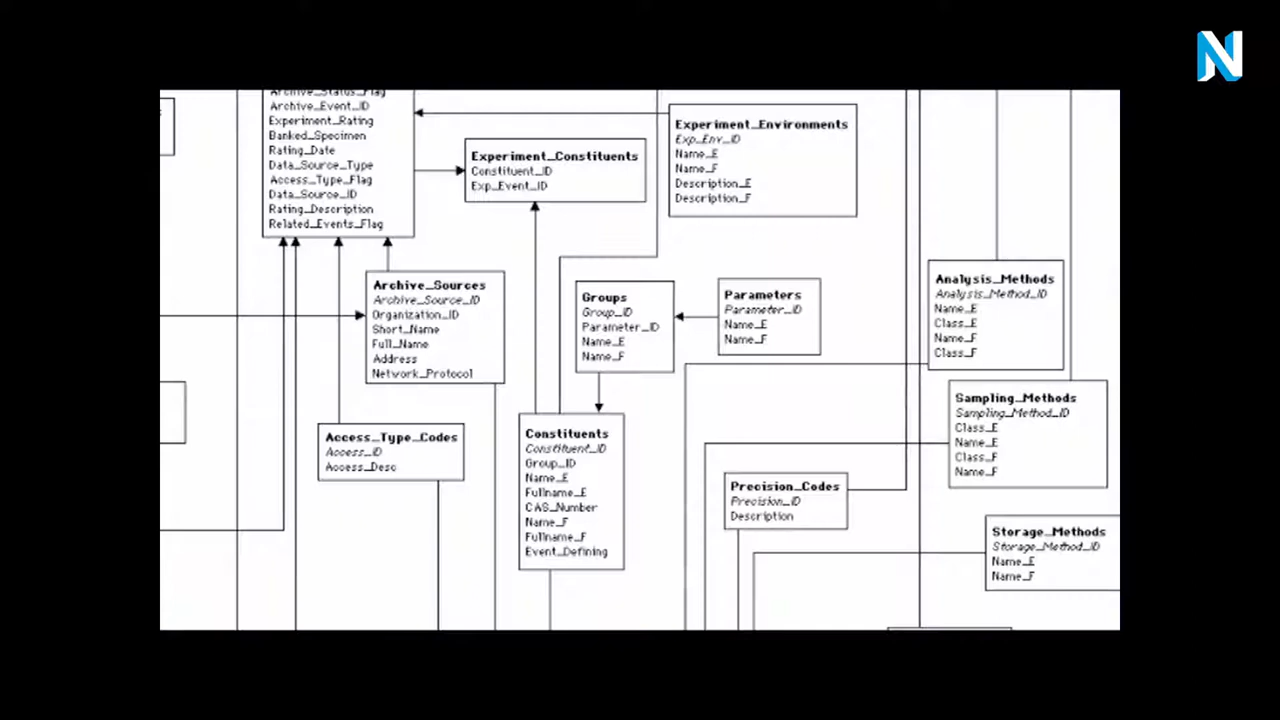 Archive_Status_Flag
Archive_Event_ID
Experiment_Rating
Banked_Specimen
Rating_Date
Data_Source_Type
Access_Type_Flag
Data_Source_ID
Rating_Description
Related_Events_Flag
Experiment_Constituents
Constituent_ID
Exp_Event_ID
Experiment_Environments
Exp_Env_ID
Name_E
Name_F
Description_E
Description_F
Archive_Sources
Archive_Source_ID
Organization_ID
Short_Name
Full_Name
Address
Network_Protocol
Groups
Group_ID
Parameter_ID
Name_E
Name_F
Parameters
Parameter_ID
Name_E
Name_F
Analysis_Methods
Analysis_Method_ID
Name_E
Class_E
Name_F
Class_F
Access_Type_Codes
Access_ID
Access_Desc
Constituents
Constituent_ID
Group_ID
Name_E
Fullname_E
CAS_Number
Name_F
Fullname_F
Event_Defining
Sampling_Methods
Sampling_Method_ID
Class_E
Name_E
Class_F
Name_F
Precision_Codes
Precision_ID
Description
Storage_Methods
Storage_Method_ID
Name_E
Name_F
N